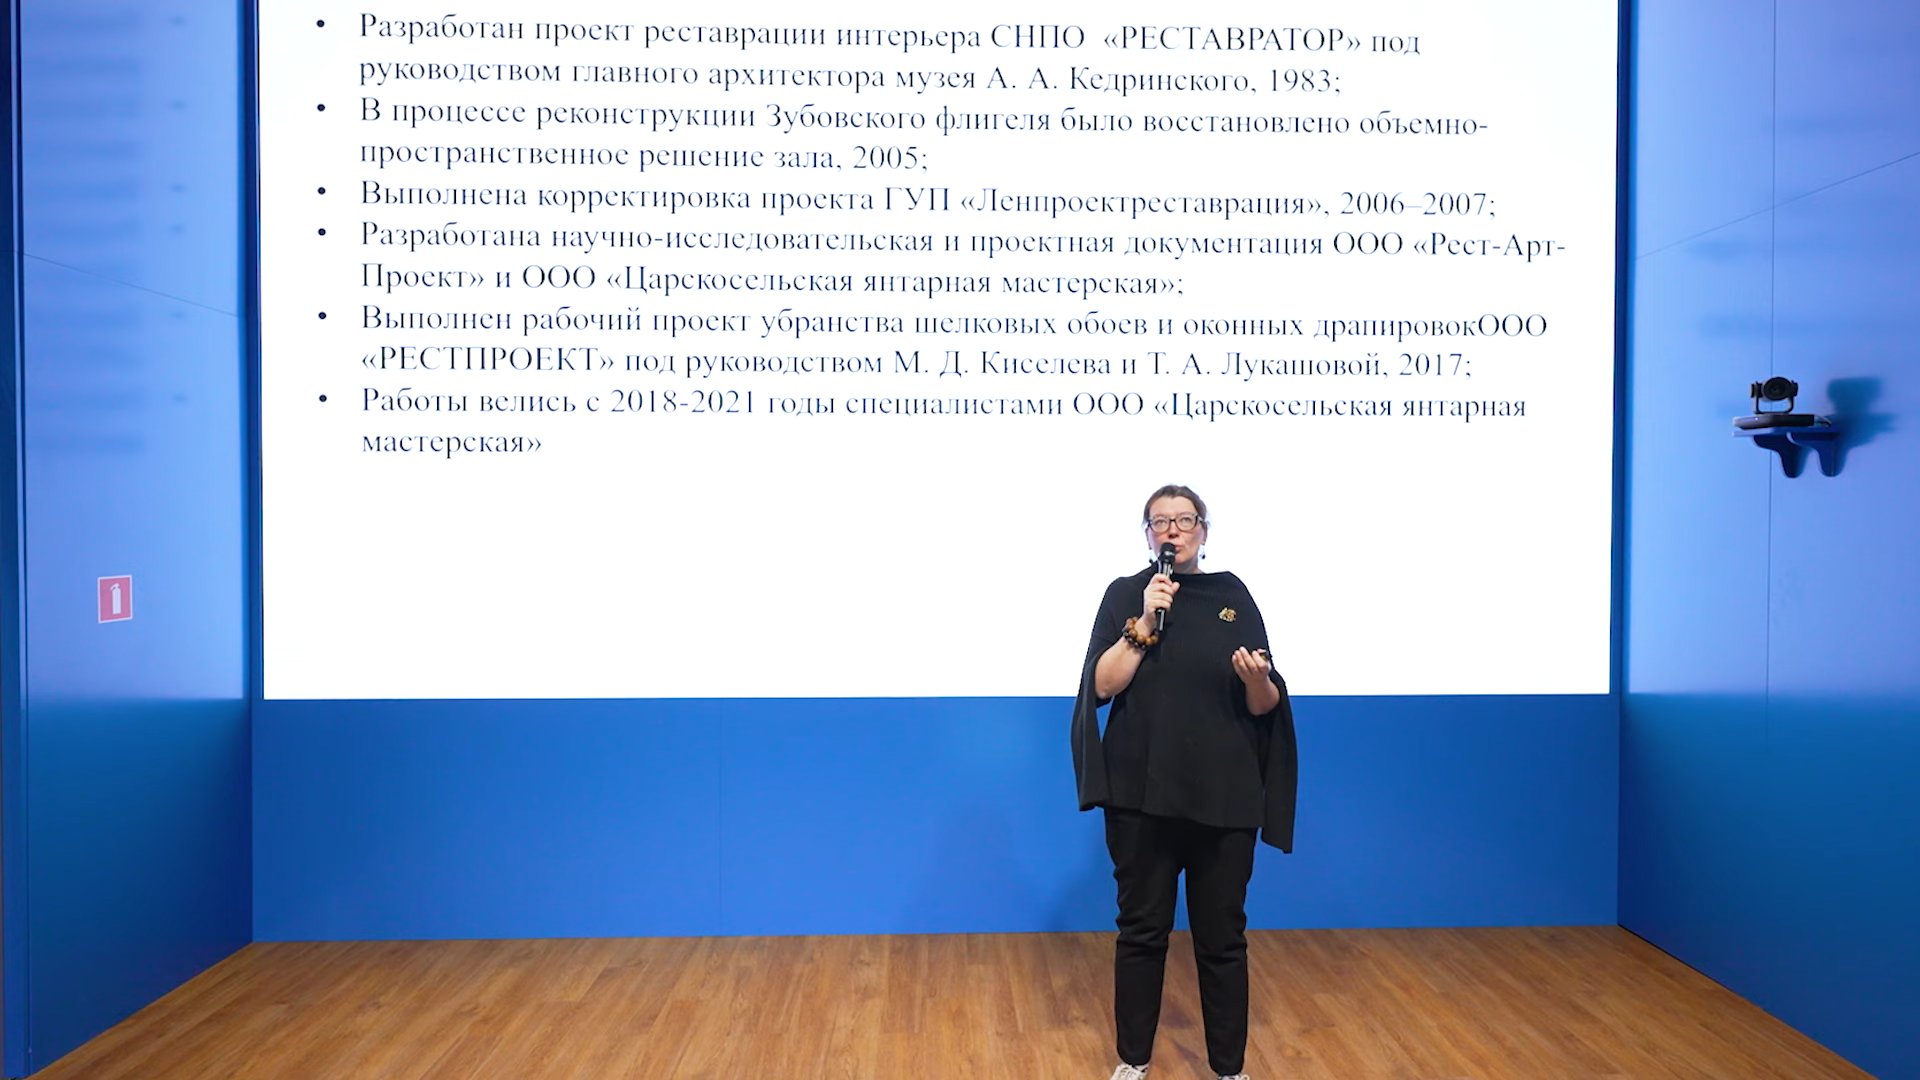 • Разработан проект реставрации интерьера СНПО «РЕСТАВРАТОР» под
руководством главного архитектора музея А. А. Кедринского, 1983;
• В процессе реконструкции Зубовского флигеля было восстановлено объемно-
пространственное решение зала, 2005;
• Выполнена корректировка проекта ГУП «Ленпроектреставрация», 2006–2007;
• Разработана научно-исследовательская и проектная документация ООО «Рест-Арт-
Проект» и ООО «Царскосельская янтарная мастерская»;
• Выполнен рабочий проект убранства шелковых обоев и оконных драпировокООО
«РЕСТПРОЕКТ» под руководством М. Д. Киселева и Т. А. Лукашовой, 2017;
• Работы велись с 2018-2021 годы специалистами ООО «Царскосельская янтарная
мастерская»